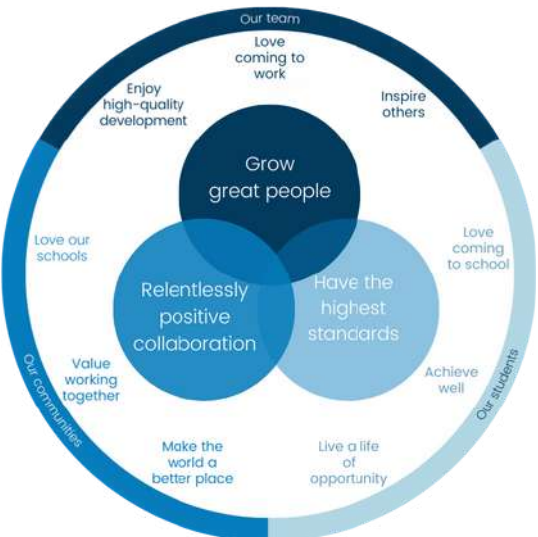 Our team
Love
coming to
work
Enjoy
high-quality
development
Inspire
others
Grow
great people
Love our
schools
Love
coming
to school
Relentlessly
positive
collaboration
Have the
highest
standards
Value
working
together
Achieve
well
Our communities
Our students
Make the
world a
better place
Live a life
of
opportunity